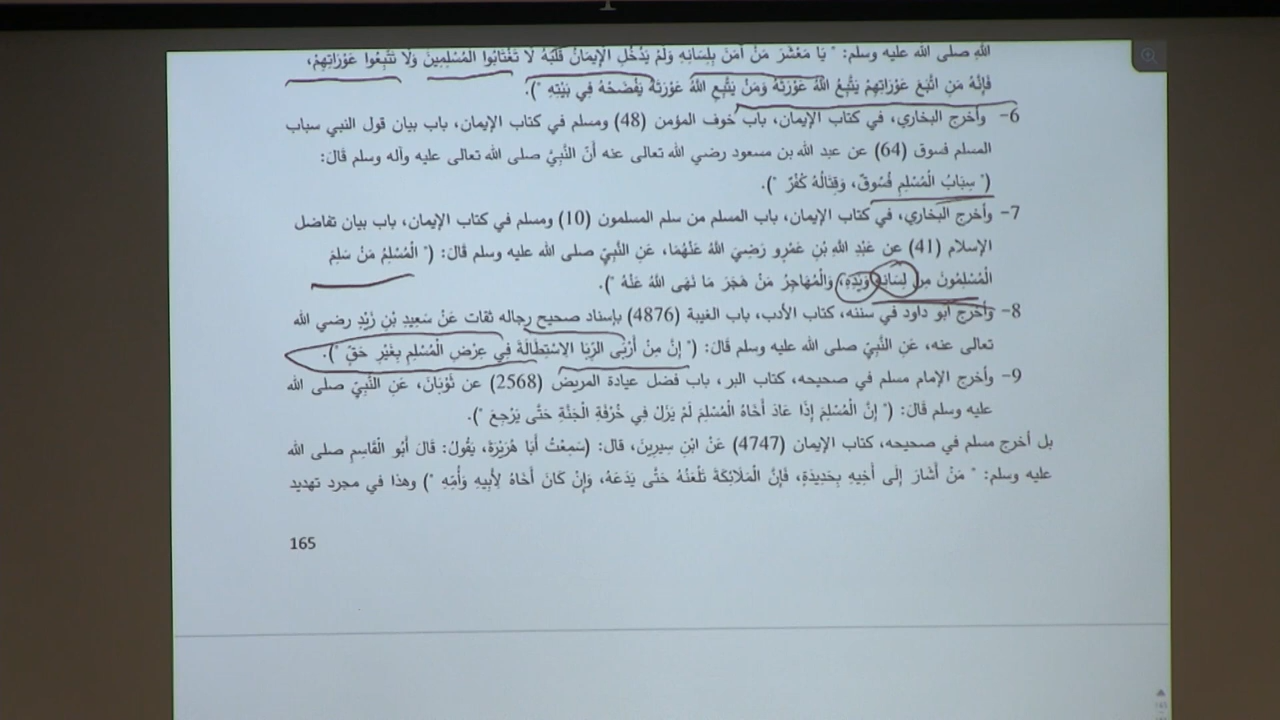 اللهِ صلى الله عليه وسلم: " يَا مَعْشَرَ مَنْ آمَنَ بِلِسَانِهِ وَلَمْ يَدْخُلِ الْإِيمَانُ قَلْبَهُ لَا تَغْتَابُوا الْمُسْلِمِينَ وَلَا تَتَّبِعُوا عَوْرَاتِهِمْ،
فَإِنَّهُ مَنِ اتَّبَعَ عَوْرَاتِهِمْ يَتَّبِعُ اللَّهُ عَوْرَتَهُ وَمَنْ يَتَّبِعِ اللَّهُ عَوْرَتَهُ يَفْضَحْهُ فِي بَيْتِهِ ").
6- وأخرج البخاري، في كتاب الإيمان، باب خوف المؤمن (48) ومسلم في كتاب الإيمان، باب بيان قول النبي سباب
المسلم فسوق (64) عن عبد الله بن مسعود رضي الله تعالى عنه أَنَّ النَّبِيَّ صلى الله تعالى عليه وآله وسلم قَالَ:
(" سِبَابُ الْمُسْلِمِ فُسُوقٌ، وَقِتَالُهُ كُفْرٌ ").
7- وأخرج البخاري، في كتاب الإيمان، باب المسلم من سلم المسلمون (10) ومسلم في كتاب الإيمان، باب بيان تفاضل
الإسلام (41) عن عَبْدِ اللَّهِ بْنِ عَمْرٍو رَضِيَ اللَّهُ عَنْهُمَا، عَنِ النَّبِيِّ صلى الله عليه وسلم قَالَ: (" الْمُسْلِمُ مَنْ سَلِمَ
الْمُسْلِمُونَ مِنْ لِسَانِهِ وَيَدِهِ، وَالْمُهَاجِرُ مَنْ هَجَرَ مَا نَهَى اللَّهُ عَنْهُ ").
8- وأخرج أبو داود في سننه، كتاب الأدب، باب الغيبة (4876) بإسناد صحيح رجاله ثقات عَنْ سَعِيدِ بْنِ زَيْدٍ رضي الله
تعالى عنه، عَنِ النَّبِيِّ صلى الله عليه وسلم قَالَ: (" إِنَّ مِنْ أَرْبَى الرِّبَا الِاسْتِطَالَةَ فِي عِرْضِ الْمُسْلِمِ بِغَيْرِ حَقٍّ ").
9- وأخرج الإمام مسلم في صحيحه، كتاب البر، باب فضل عيادة المريض (2568) عن ثَوْبَانَ، عَنِ النَّبِيِّ صلى الله
عليه وسلم قَالَ: (" إِنَّ الْمُسْلِمَ إِذَا عَادَ أَخَاهُ الْمُسْلِمَ لَمْ يَزَلْ فِي خُرْفَةِ الْجَنَّةِ حَتَّى يَرْجِعَ ").
بل أخرج مسلم في صحيحه، كتاب الإيمان (4747) عَنْ ابْنِ سِيرِينَ، قال: (سَمِعْتُ أَبَا هُرَيْرَةَ، يَقُولُ: قَالَ أَبُو الْقَاسِمِ صلى الله
عليه وسلم: " مَنْ أَشَارَ إِلَى أَخِيهِ بِحَدِيدَةٍ، فَإِنَّ الْمَلَائِكَةَ تَلْعَنُهُ حَتَّى يَدَعَهُ، وَإِنْ كَانَ أَخَاهُ لِأَبِيهِ وَأُمِّهِ ") وهذا في مجرد تهديد
165